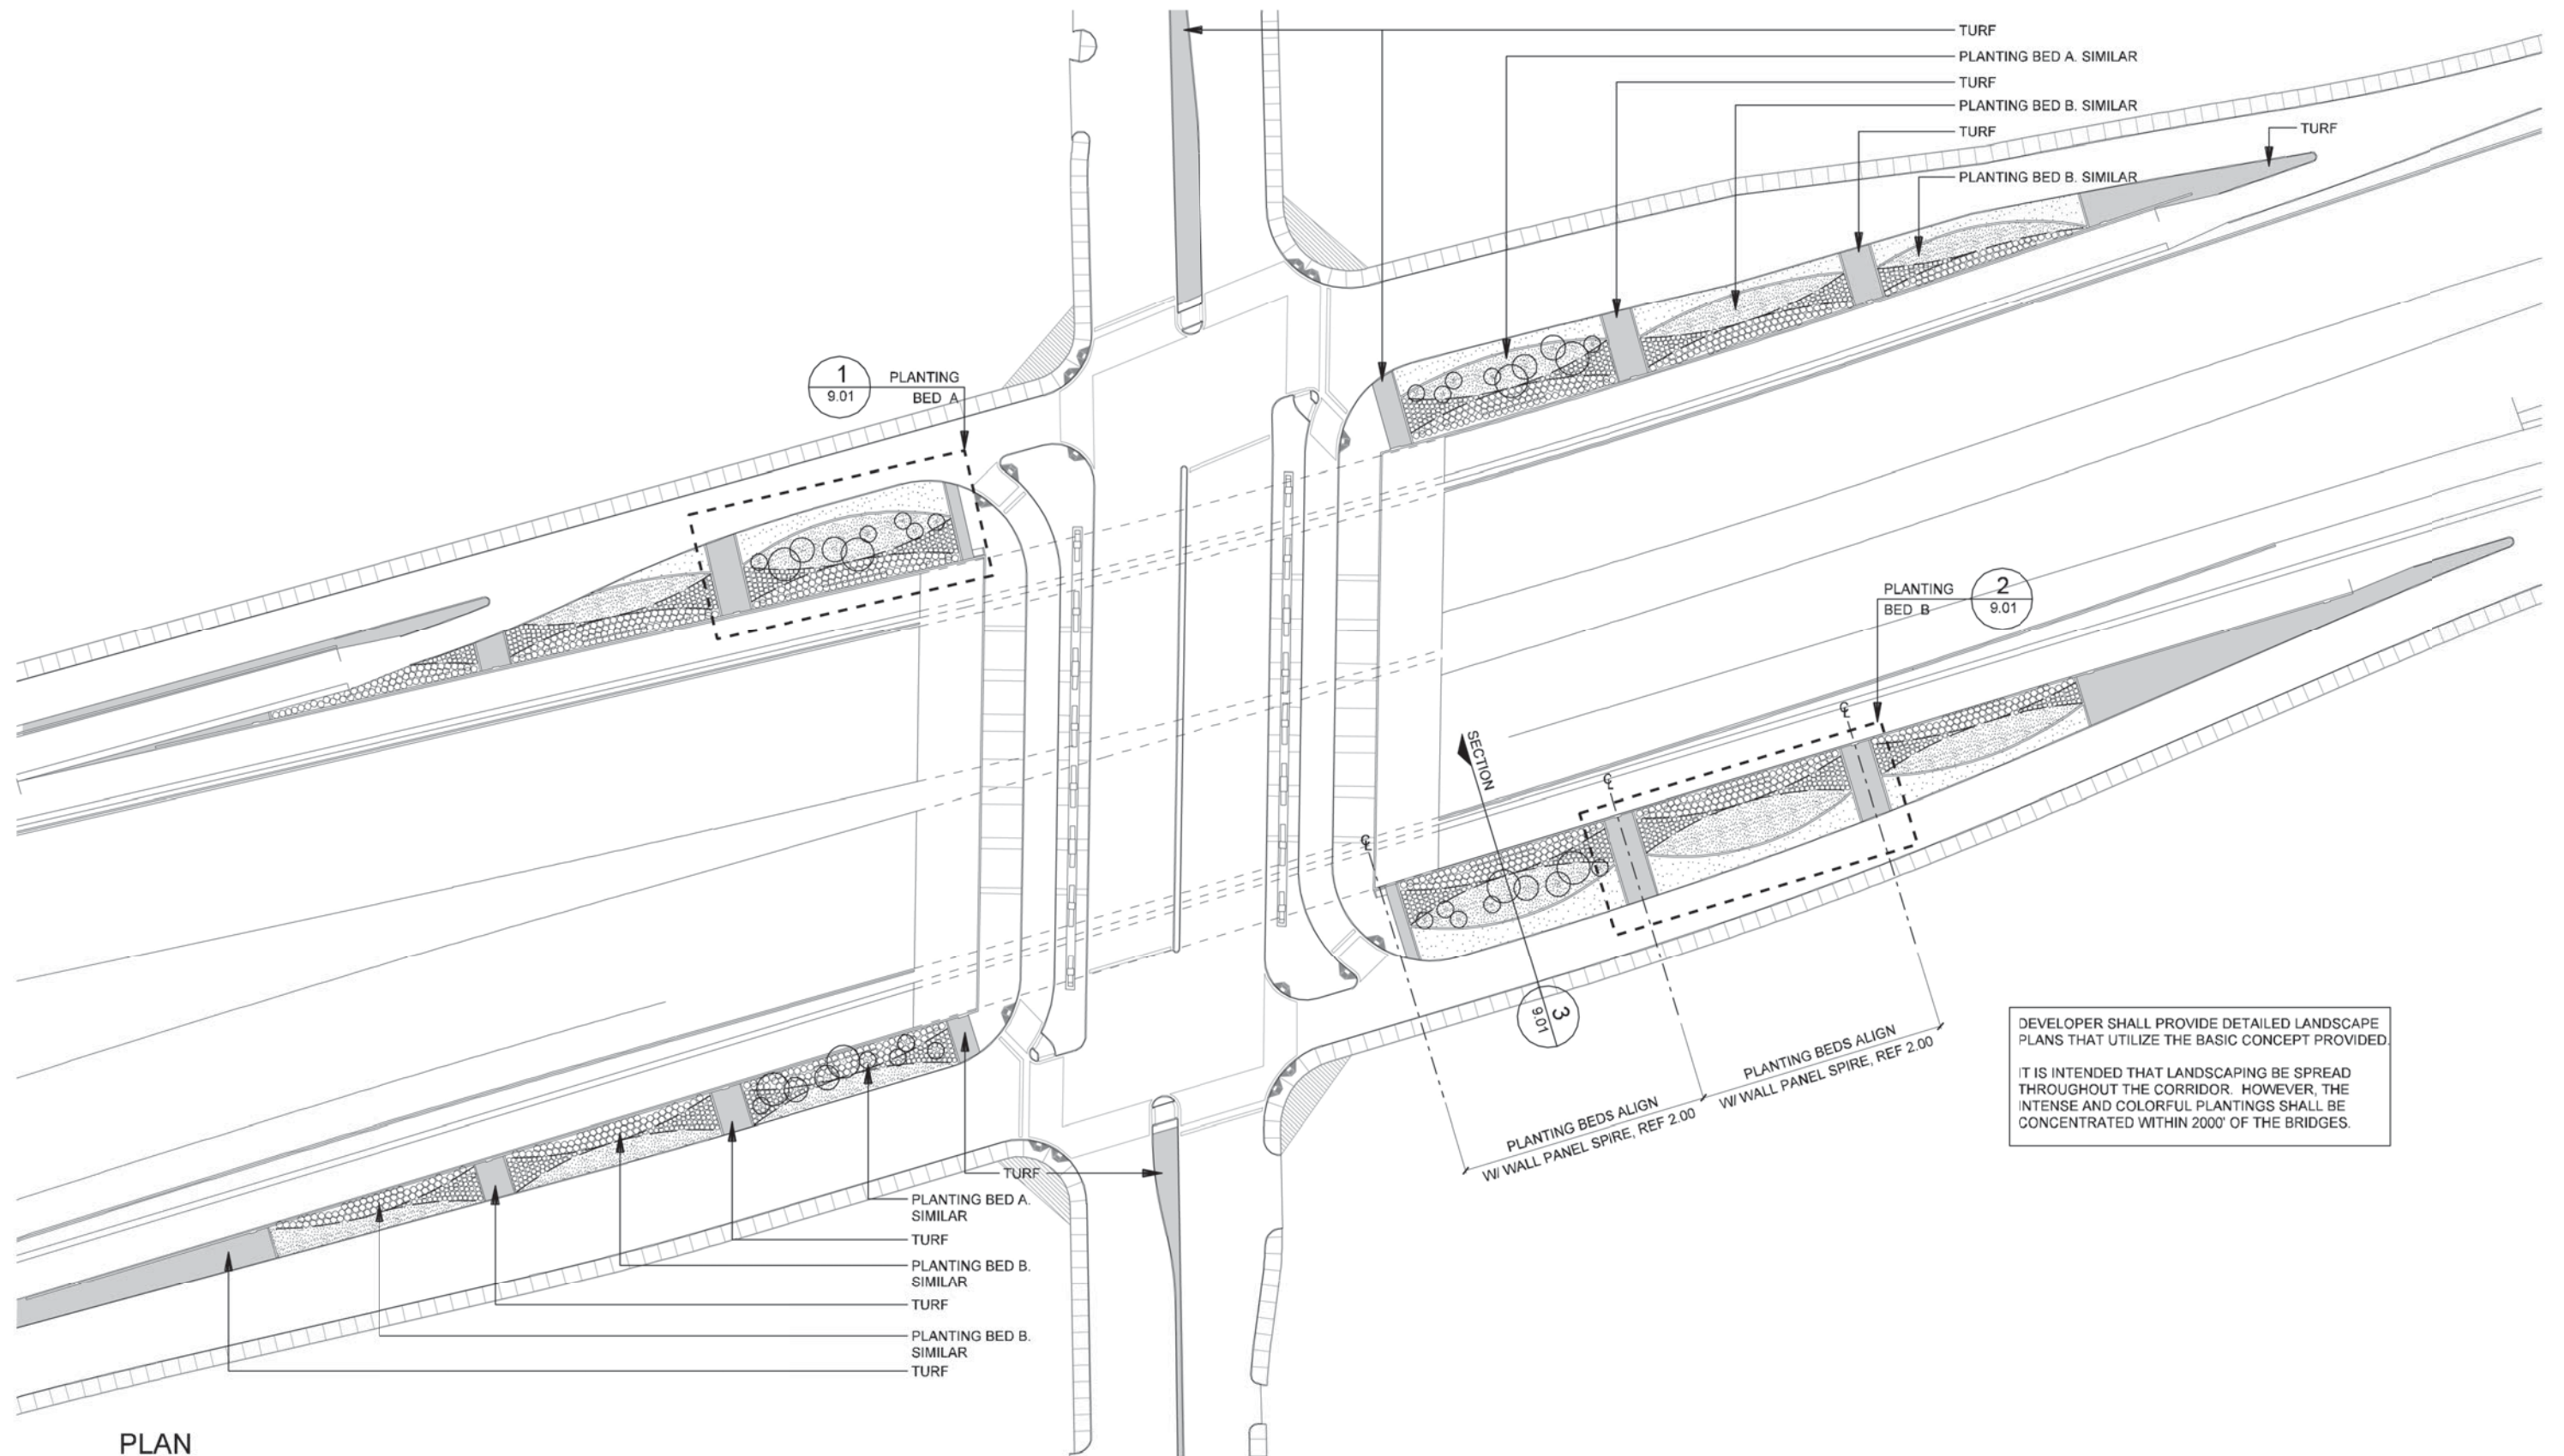 TURF
PLANTING BED A. SIMILAR
TURF
PLANTING BED B. SIMILAR
TURF
TURF
PLANTING BED B. SIMILAR
1
9.01
PLANTING
BED A
PLANTING
BED B
2
9.01
℄
℄
℄
SECTION
3
9.01
PLANTING BEDS ALIGN
W/ WALL PANEL SPIRE, REF 2.00
PLANTING BEDS ALIGN
W/ WALL PANEL SPIRE, REF 2.00
DEVELOPER SHALL PROVIDE DETAILED LANDSCAPE
PLANS THAT UTILIZE THE BASIC CONCEPT PROVIDED.
IT IS INTENDED THAT LANDSCAPING BE SPREAD
THROUGHOUT THE CORRIDOR. HOWEVER, THE
INTENSE AND COLORFUL PLANTINGS SHALL BE
CONCENTRATED WITHIN 2000' OF THE BRIDGES.
TURF
PLANTING BED A.
SIMILAR
TURF
PLANTING BED B.
SIMILAR
TURF
PLANTING BED B.
SIMILAR
TURF
PLAN